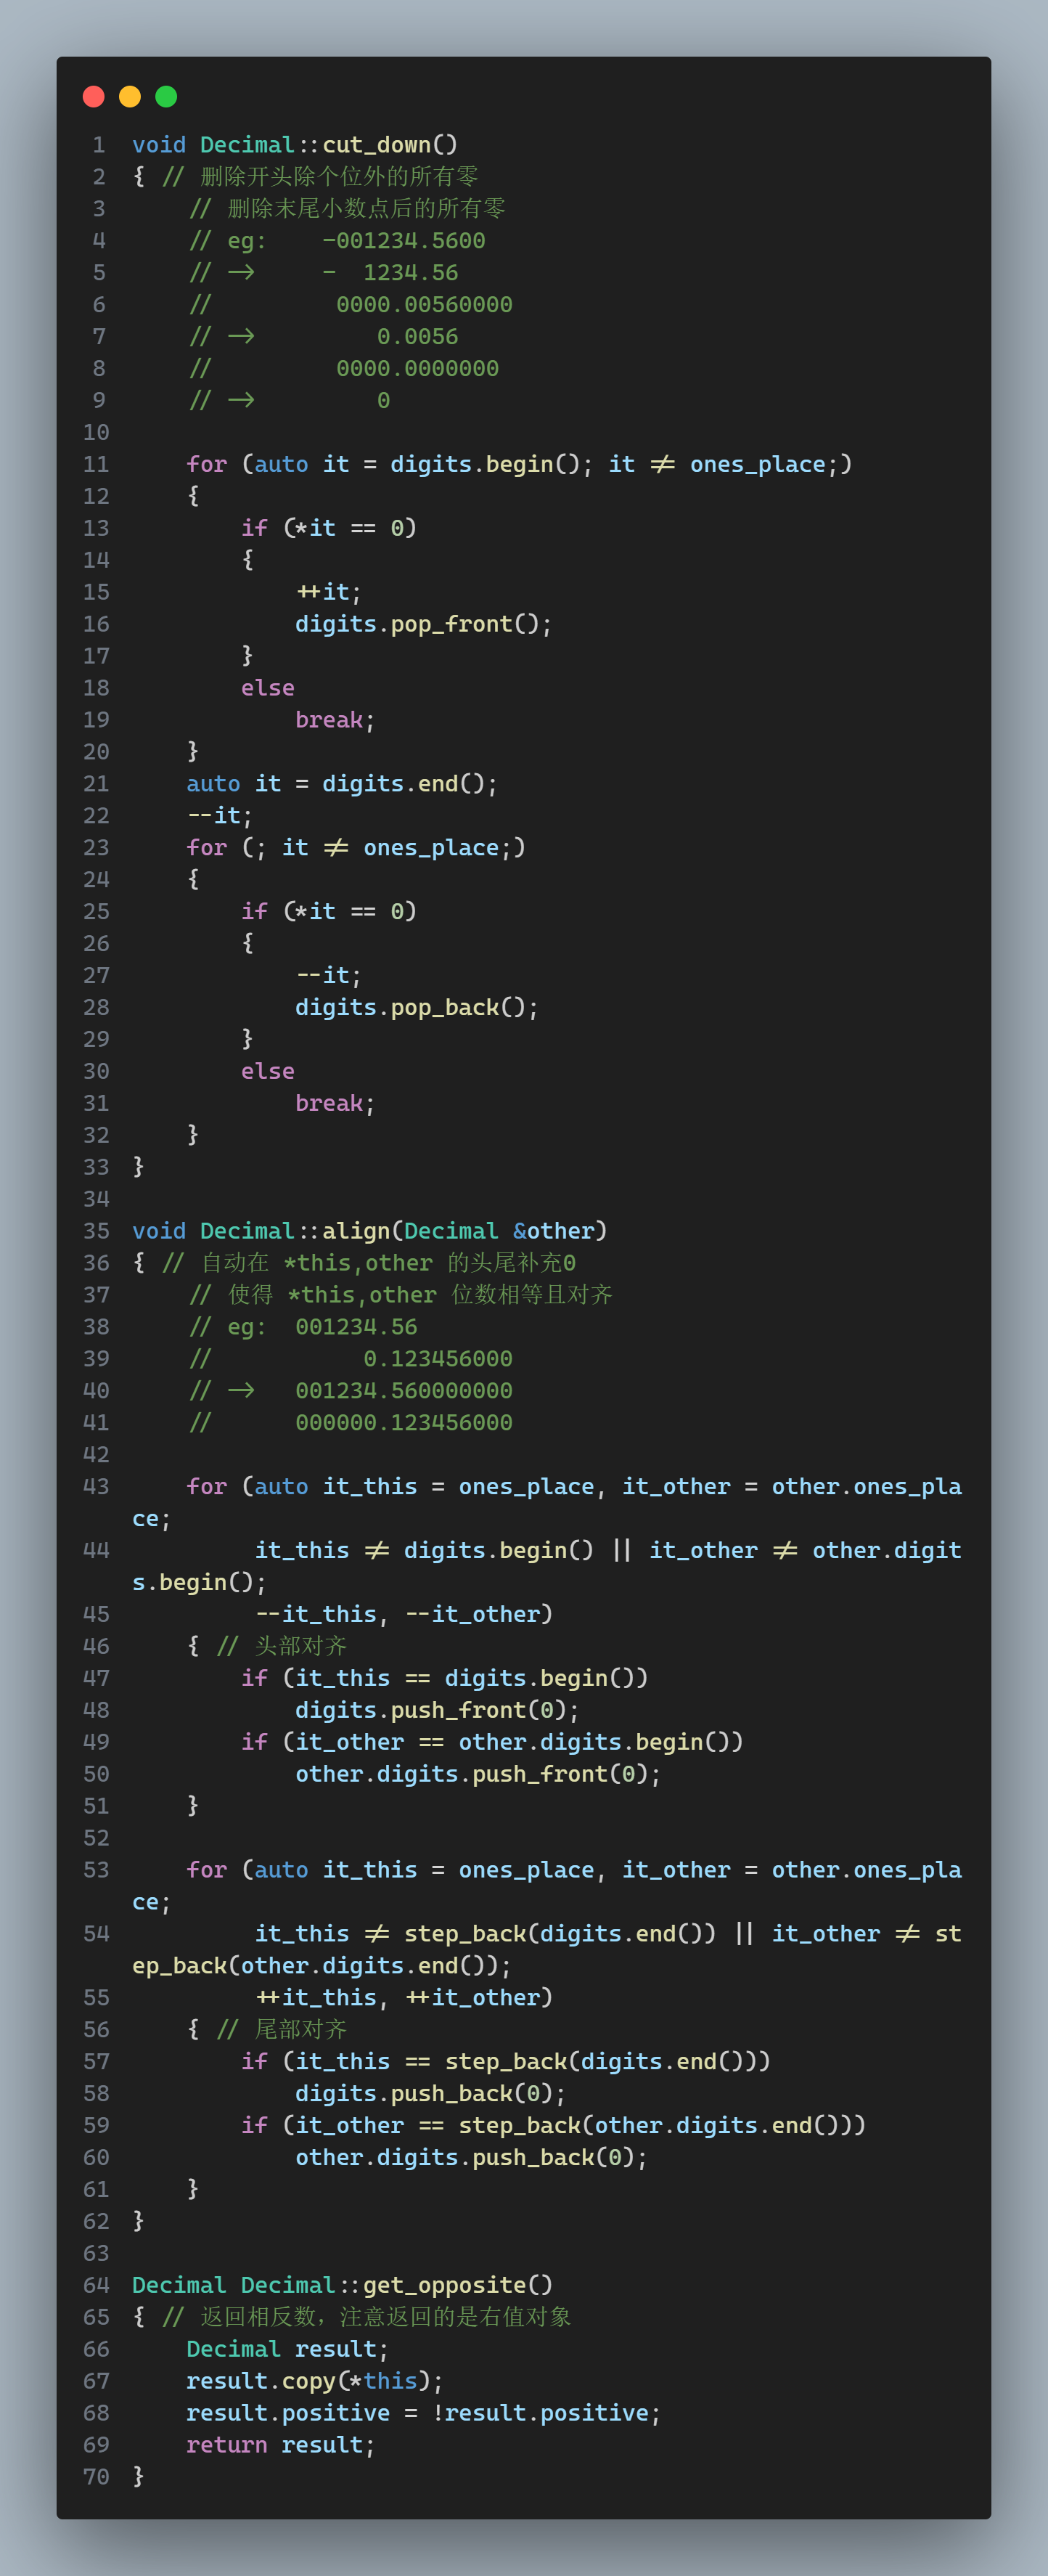 1 void Decimal::cut_down()
2 { // 删除开头除个位外的所有零
3     // 删除末尾小数点后的所有零
4     // eg:    -001234.5600
5     // ->     -  1234.56
6     //         0000.00560000
7     // ->         0.0056
8     //         0000.0000000
9     // ->         0
10
11     for (auto it = digits.begin(); it != ones_place;)
12     {
13         if (*it == 0)
14         {
15             ++it;
16             digits.pop_front();
17         }
18         else
19             break;
20     }
21     auto it = digits.end();
22     --it;
23     for (; it != ones_place;)
24     {
25         if (*it == 0)
26         {
27             --it;
28             digits.pop_back();
29         }
30         else
31             break;
32     }
33 }
34
35 void Decimal::align(Decimal &other)
36 { // 自动在 *this,other 的头尾补充0
37     // 使得 *this,other 位数相等且对齐
38     // eg:  001234.56
39     //           0.123456000
40     // ->   001234.560000000
41     //      000000.123456000
42
43     for (auto it_this = ones_place, it_other = other.ones_pla
ce;
44          it_this != digits.begin() || it_other != other.digit
s.begin();
45          --it_this, --it_other)
46     { // 头部对齐
47         if (it_this == digits.begin())
48             digits.push_front(0);
49         if (it_other == other.digits.begin())
50             other.digits.push_front(0);
51     }
52
53     for (auto it_this = ones_place, it_other = other.ones_pla
ce;
54          it_this != step_back(digits.end()) || it_other != st
ep_back(other.digits.end());
55          ++it_this, ++it_other)
56     { // 尾部对齐
57         if (it_this == step_back(digits.end()))
58             digits.push_back(0);
59         if (it_other == step_back(other.digits.end()))
60             other.digits.push_back(0);
61     }
62 }
63
64 Decimal Decimal::get_opposite()
65 { // 返回相反数，注意返回的是右值对象
66     Decimal result;
67     result.copy(*this);
68     result.positive = !result.positive;
69     return result;
70 }